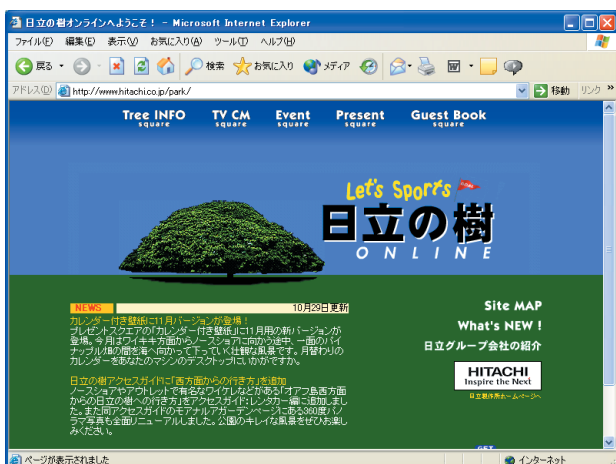 日立の樹オンラインへようこそ！ - Microsoft Internet Explorer
ファイル(F) 編集(E) 表示(V) お気に入り(A) ツール(T) ヘルプ(H)
戻る 検索 お気に入り メディア
アドレス(D) http://www.hitachi.co.jp/park/ 移動 リンク »
Tree INFO square TV CM square Event square Present square Guest Book square
Let's Sports
日立の樹
ONLINE
NEWS 10月29日更新
カレンダー付き壁紙に11月バージョンが登場！
プレゼントスクエアの「カレンダー付き壁紙」に11月用の新バージョンが
登場。今月はワイキキ方面からノースショアに向かう途中、一面のパイ
ナップル畑の間を海へ向かって下っていく壮観な風景です。月替わりの
カレンダーをあなたのマシンのデスクトップにいかがですか。
日立の樹アクセスガイドに「西方面からの行き方」を追加
ノースショアやアウトレットで有名なワイケレなどがある「オアフ島西方面
からの日立の樹への行き方」をアクセスガイド：レンタカー編に追加しまし
た。また同アクセスガイドのモアナルアガーデンページにある360度パノ
ラマ写真も全面リニューアルしました。公園のキレイな風景をぜひお楽し
みください。
Site MAP
What's NEW !
日立グループ会社の紹介
HITACHI
Inspire the Next
日立製作所ホームページへ
GET
ページが表示されました インターネット